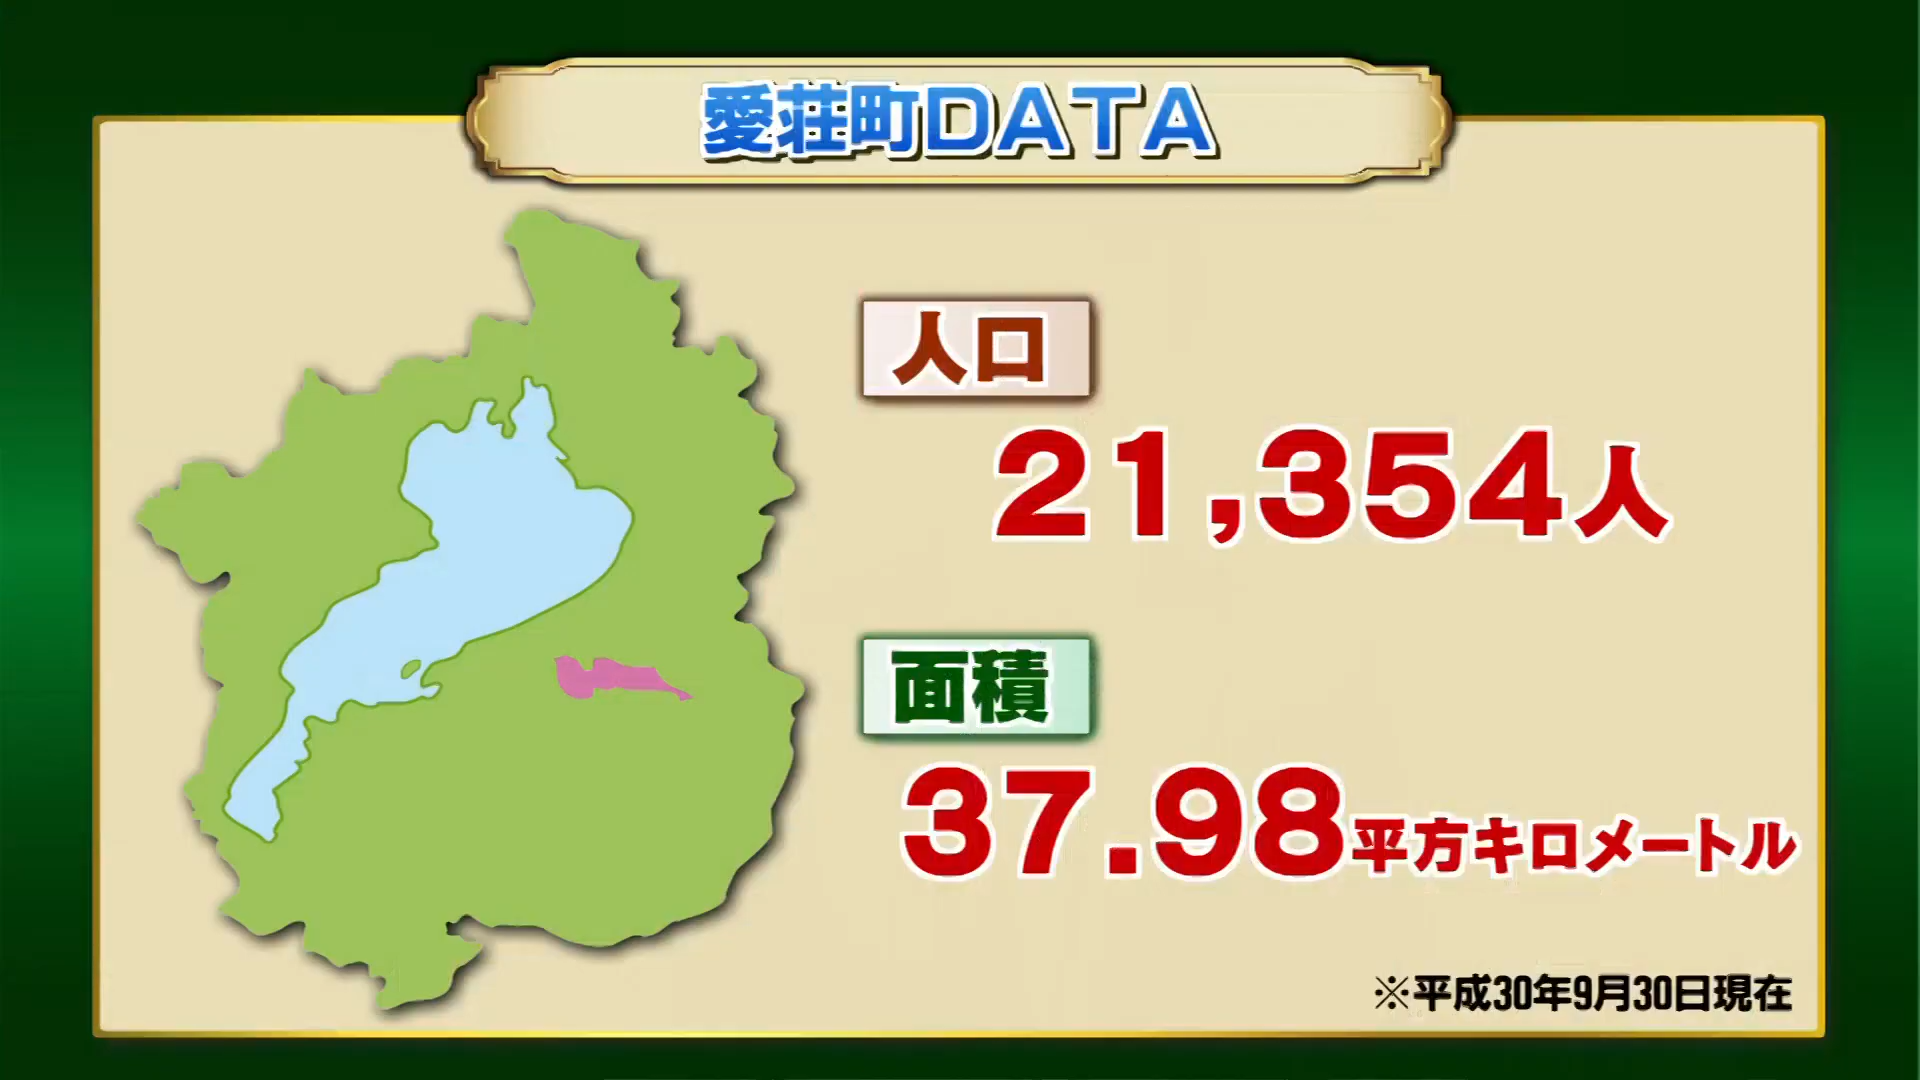 愛荘町DATA
人口
21,354人
面積
37.98平方キロメートル
※平成30年9月30日現在